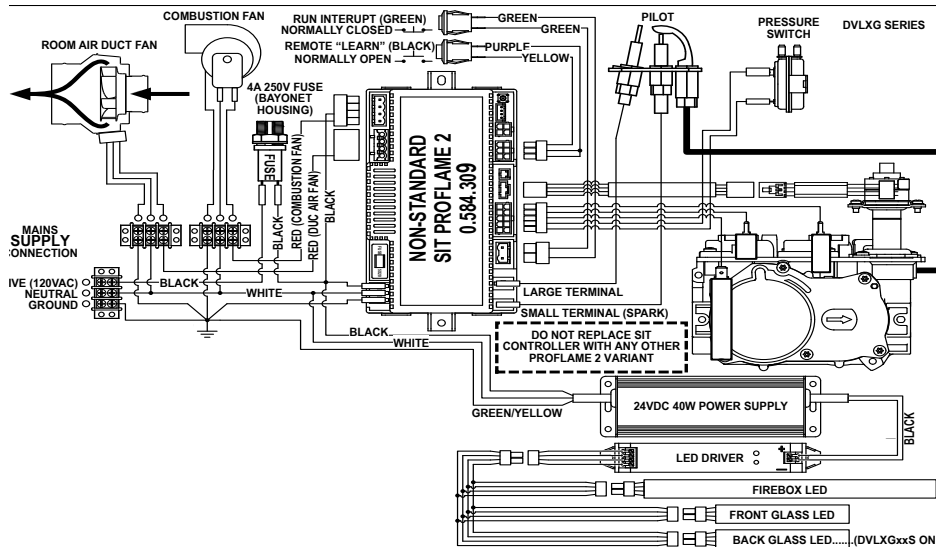 COMBUSTION FAN
RUN INTERUPT (GREEN)
NORMALLY CLOSED
GREEN
GREEN
PILOT
PRESSURE
SWITCH
DVLXG SERIES
ROOM AIR DUCT FAN
REMOTE “LEARN” (BLACK)
NORMALLY OPEN
PURPLE
YELLOW
4A 250V FUSE
(BAYONET
HOUSING)
FUSE
NON-STANDARD
SIT PROFLAME 2
0.584.309
RED (COMBUSTION FAN)
RED (DUC AIR FAN)
BLACK
BLACK
MAINS
SUPPLY
CONNECTION
IVE (120VAC)
NEUTRAL
GROUND
BLACK
WHITE
LARGE TERMINAL
SMALL TERMINAL (SPARK)
BLACK
WHITE
DO NOT REPLACE SIT
CONTROLLER WITH ANY OTHER
PROFLAME 2 VARIANT
GREEN/YELLOW
24VDC 40W POWER SUPPLY
BLACK
LED DRIVER
+
–
FIREBOX LED
FRONT GLASS LED
BACK GLASS LED......(DVLXGxxS ON